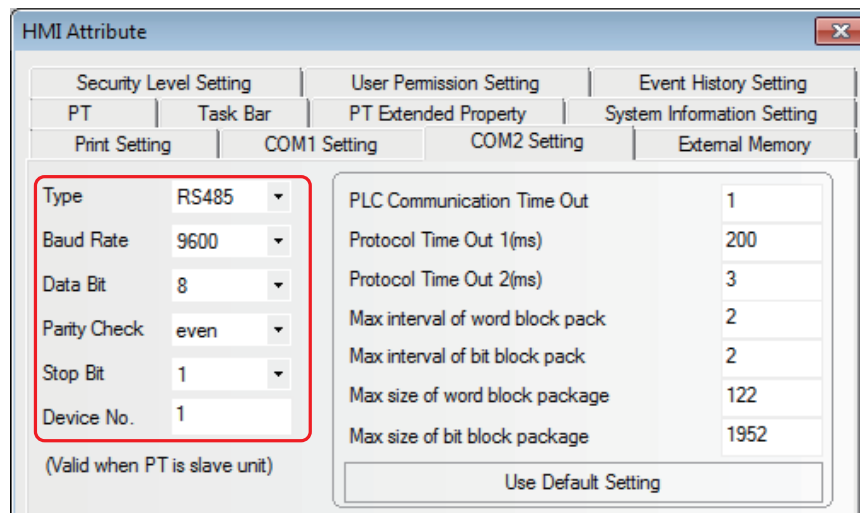 HMI Attribute
Security Level Setting User Permission Setting Event History Setting
PT Task Bar PT Extended Property System Information Setting
Print Setting COM1 Setting COM2 Setting External Memory
Type RS485
Baud Rate 9600
Data Bit 8
Parity Check even
Stop Bit 1
Device No. 1
(Valid when PT is slave unit)
PLC Communication Time Out 1
Protocol Time Out 1(ms) 200
Protocol Time Out 2(ms) 3
Max interval of word block pack 2
Max interval of bit block pack 2
Max size of word block package 122
Max size of bit block package 1952
Use Default Setting